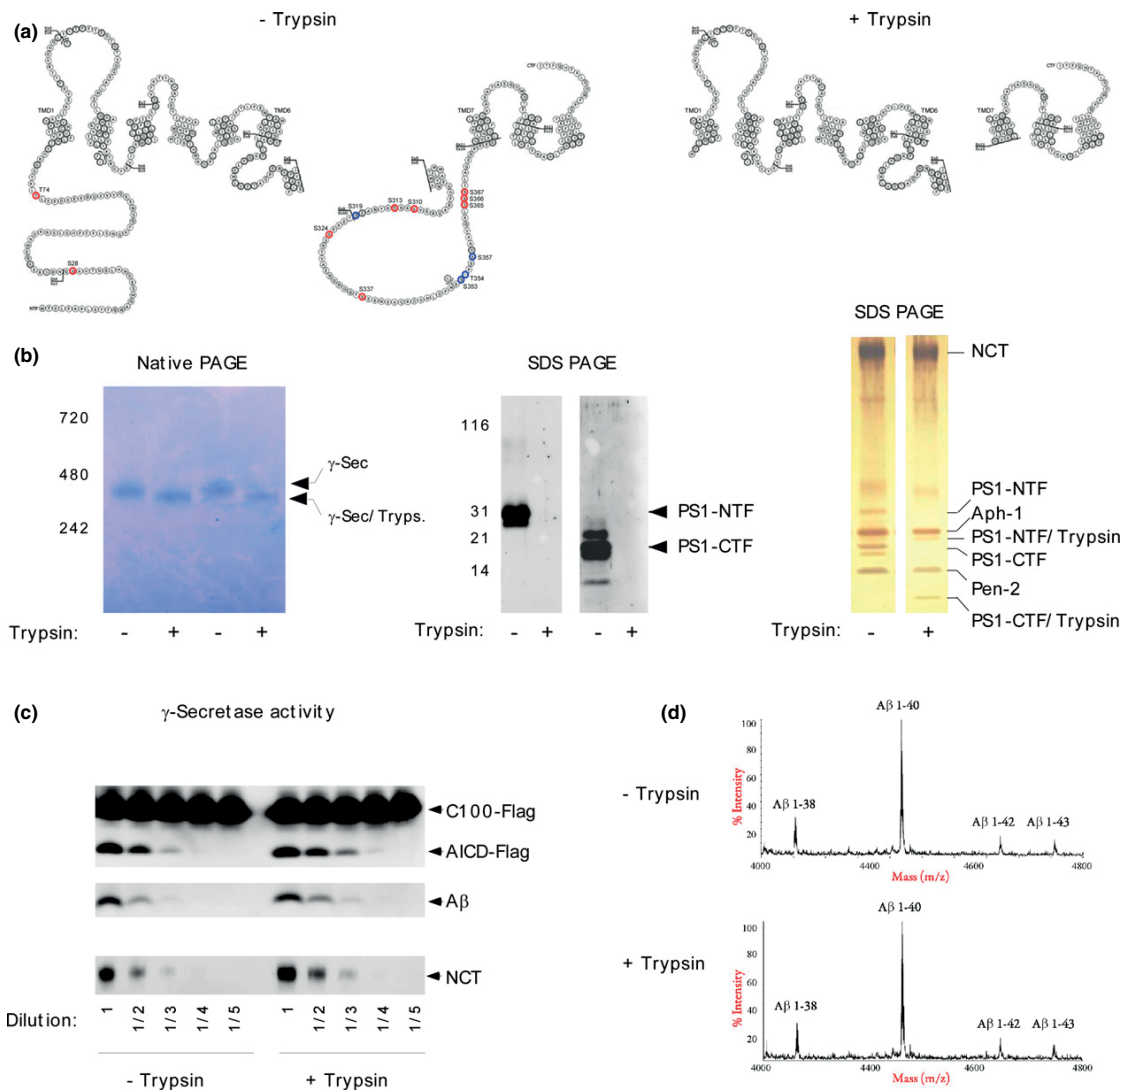 (a)
- Trypsin
+ Trypsin
CTF
CTF
TMD1
TMD6
TMD7
TMD1
TMD6
TMD7
T74
S28
NTF
S319
S313
S310
S324
S337
S367
S366
S365
S357
T354
S353
(b)
Native PAGE
720
480
242
γ-Sec
γ-Sec/ Tryps.
Trypsin: - + - +
SDS PAGE
116
31
21
14
PS1-NTF
PS1-CTF
Trypsin: - + - +
SDS PAGE
NCT
PS1-NTF
Aph-1
PS1-NTF/ Trypsin
PS1-CTF
Pen-2
PS1-CTF/ Trypsin
Trypsin: - +
(c)
γ-Secretase activity
C100-Flag
AICD-Flag
Aβ
NCT
Dilution: 1 1/2 1/3 1/4 1/5 1 1/2 1/3 1/4 1/5
- Trypsin + Trypsin
(d)
- Trypsin
% Intensity
100
80
60
40
20
Aβ 1-38
Aβ 1-40
Aβ 1-42
Aβ 1-43
4000 4400 4600 4800
Mass (m/z)
+ Trypsin
% Intensity
100
80
60
40
20
Aβ 1-38
Aβ 1-40
Aβ 1-42
Aβ 1-43
4000 4400 4600 4800
Mass (m/z)